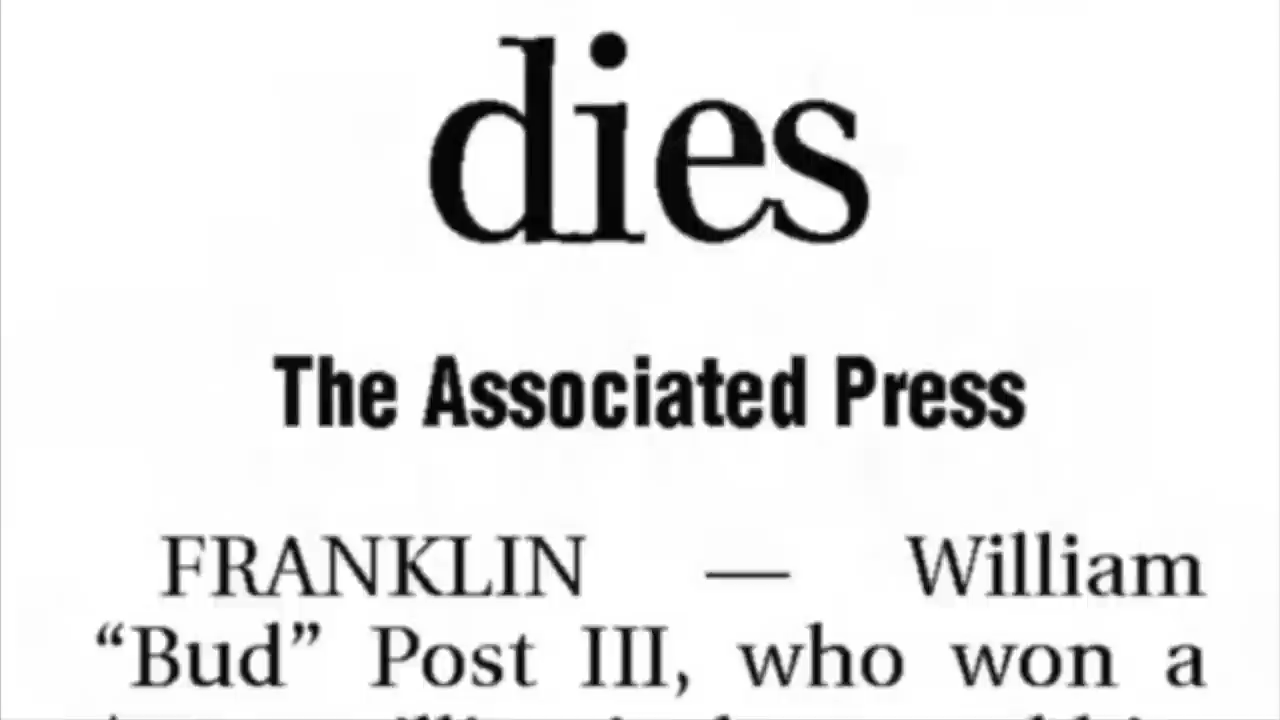 dies
The Associated Press
FRANKLIN — William
“Bud” Post III, who won a